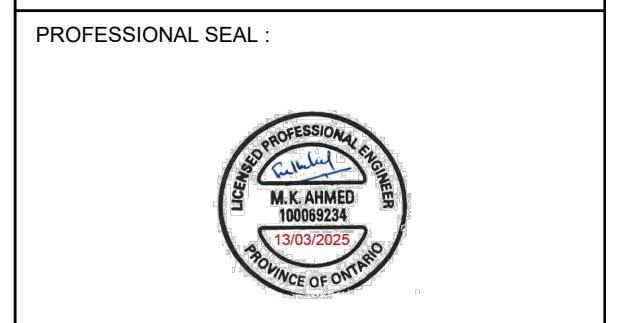 PROFESSIONAL SEAL :
LICENSED PROFESSIONAL ENGINEER
M.K. AHMED
100069234
13/03/2025
PROVINCE OF ONTARIO